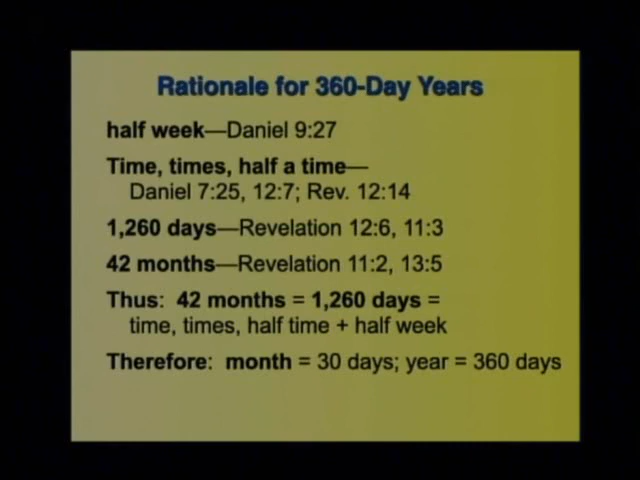 Rationale for 360-Day Years
half week—Daniel 9:27
Time, times, half a time—
Daniel 7:25, 12:7; Rev. 12:14
1,260 days—Revelation 12:6, 11:3
42 months—Revelation 11:2, 13:5
Thus:  42 months = 1,260 days =
time, times, half time + half week
Therefore:  month = 30 days; year = 360 days